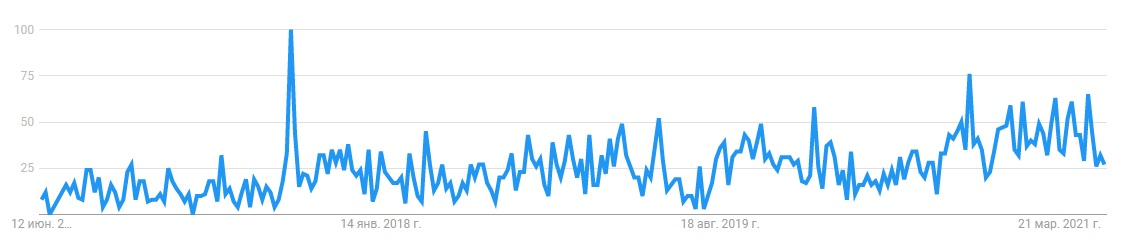 100
75
50
25
12 июн. 2…
14 янв. 2018 г.
18 авг. 2019 г.
21 мар. 2021 г.